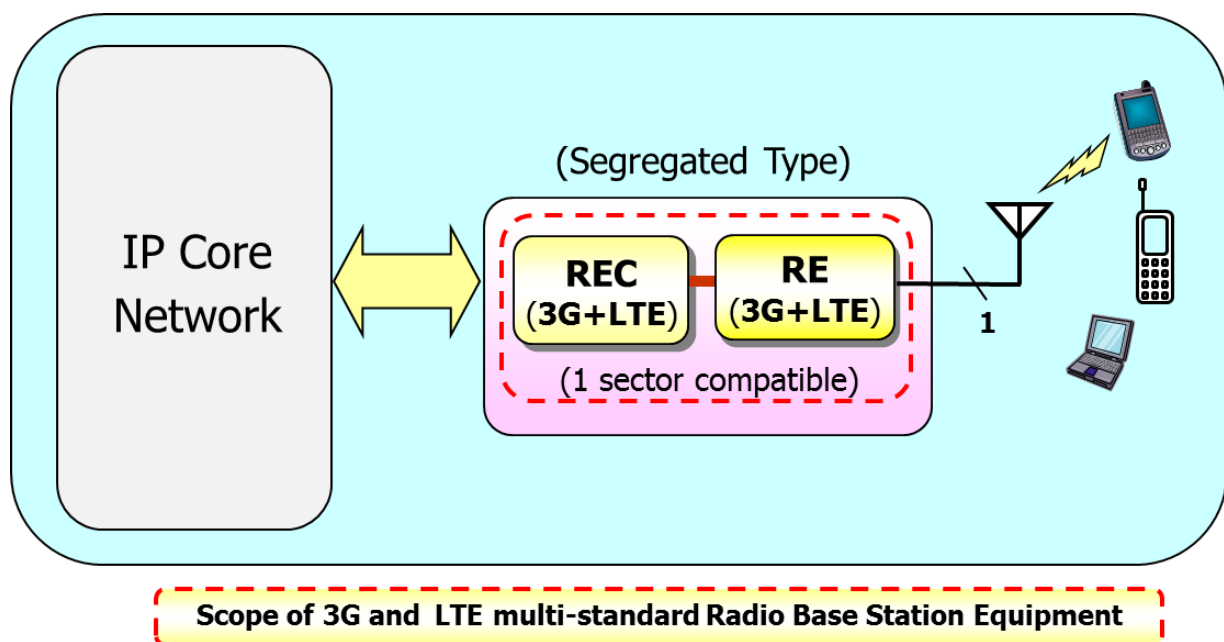 IP Core
Network
(Segregated Type)
REC
(3G+LTE)
RE
(3G+LTE)
(1 sector compatible)
1
Scope of 3G and LTE multi-standard Radio Base Station Equipment